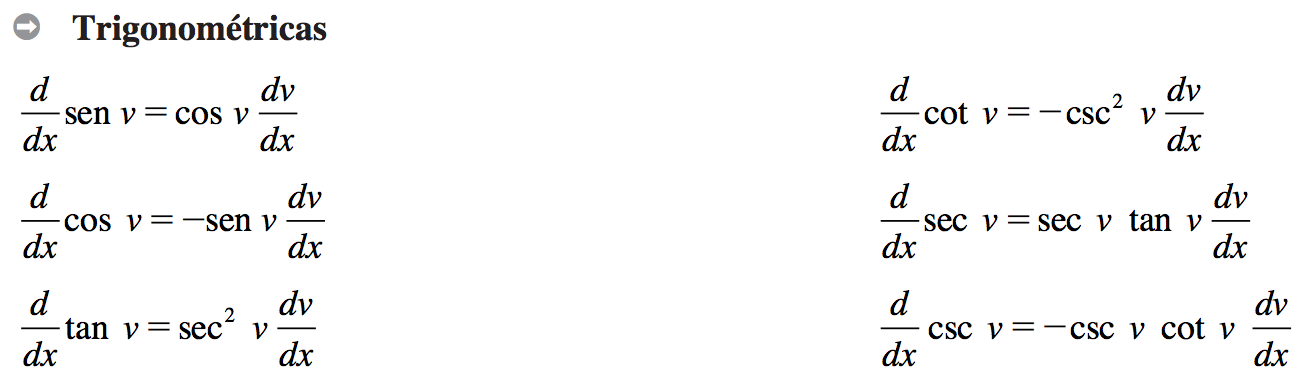 Trigonométricas
d/dx sen v = cos v dv/dx
d/dx cos v = −sen v dv/dx
d/dx tan v = sec² v dv/dx
d/dx cot v = −csc² v dv/dx
d/dx sec v = sec v tan v dv/dx
d/dx csc v = −csc v cot v dv/dx